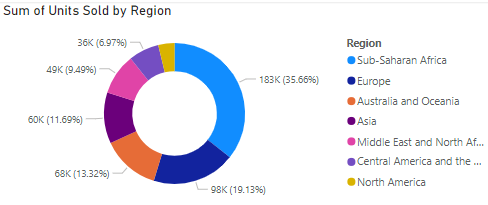 Sum of Units Sold by Region
36K (6.97%)
49K (9.49%)
60K (11.69%)
68K (13.32%)
98K (19.13%)
183K (35.66%)
Region
Sub-Saharan Africa
Europe
Australia and Oceania
Asia
Middle East and North Af...
Central America and the ...
North America